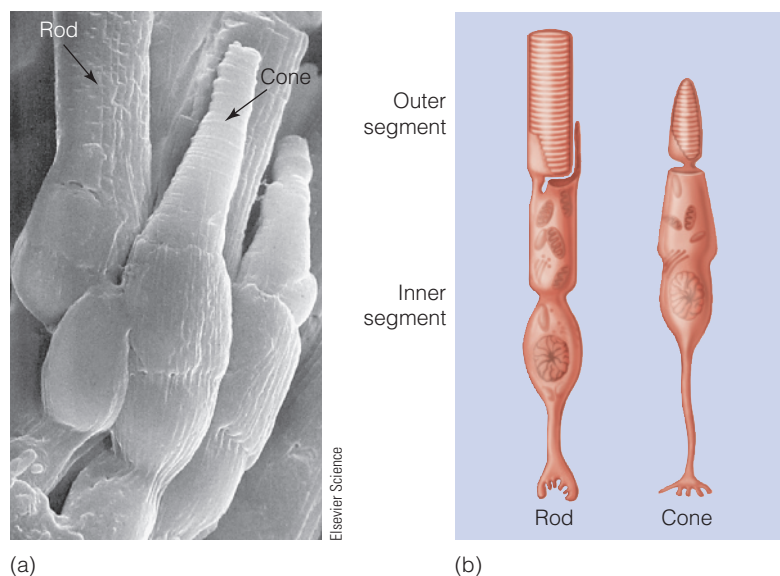 Rod
Cone
Elsevier Science
(a)
Outer
segment
Inner
segment
Rod
Cone
(b)